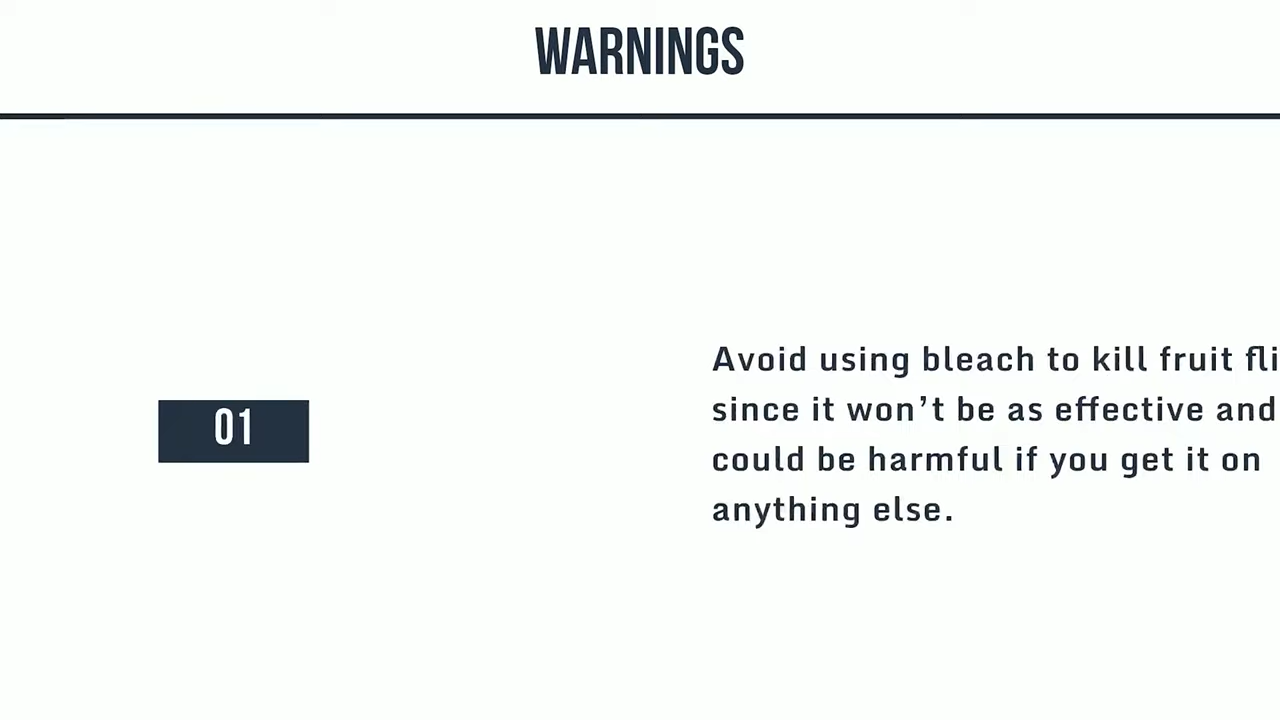 WARNINGS
01
Avoid using bleach to kill fruit
since it won’t be as effective and
could be harmful if you get it on
anything else.